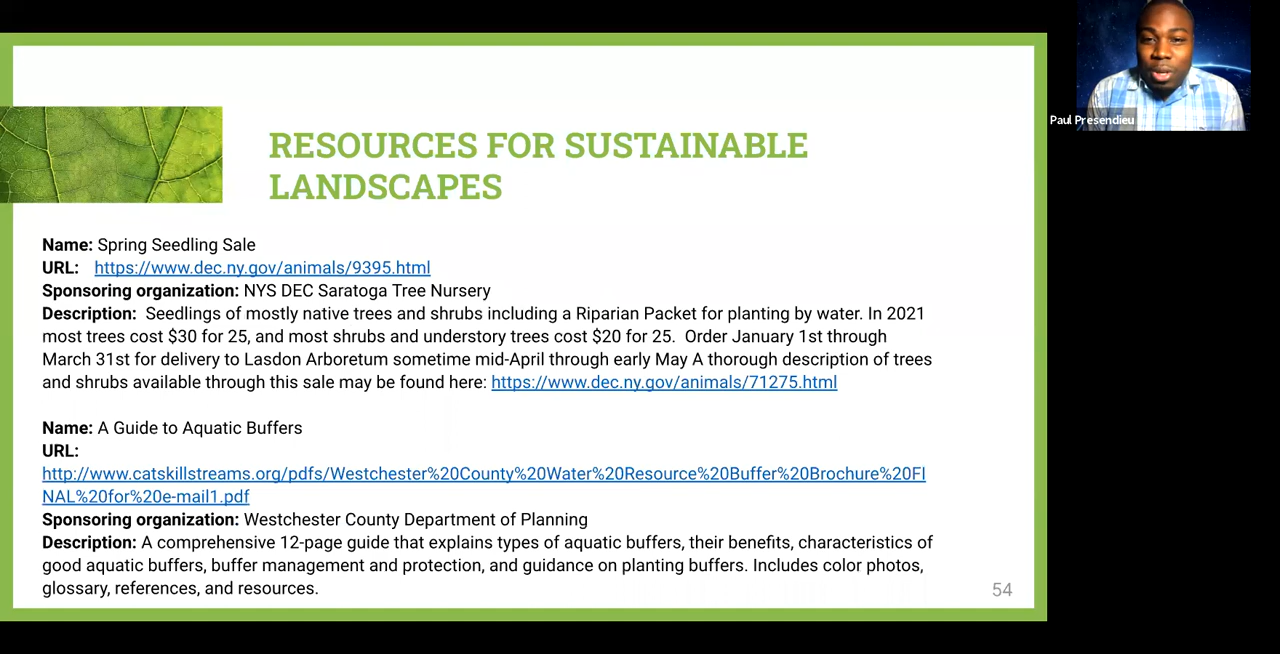 Paul Presendieu
RESOURCES FOR SUSTAINABLE
LANDSCAPES
Name: Spring Seedling Sale
URL: https://www.dec.ny.gov/animals/9395.html
Sponsoring organization: NYS DEC Saratoga Tree Nursery
Description: Seedlings of mostly native trees and shrubs including a Riparian Packet for planting by water. In 2021
most trees cost $30 for 25, and most shrubs and understory trees cost $20 for 25. Order January 1st through
March 31st for delivery to Lasdon Arboretum sometime mid-April through early May A thorough description of trees
and shrubs available through this sale may be found here: https://www.dec.ny.gov/animals/71275.html
Name: A Guide to Aquatic Buffers
URL:
http://www.catskillstreams.org/pdfs/Westchester%20County%20Water%20Resource%20Buffer%20Brochure%20FI
NAL%20for%20e-mail1.pdf
Sponsoring organization: Westchester County Department of Planning
Description: A comprehensive 12-page guide that explains types of aquatic buffers, their benefits, characteristics of
good aquatic buffers, buffer management and protection, and guidance on planting buffers. Includes color photos,
glossary, references, and resources.
54